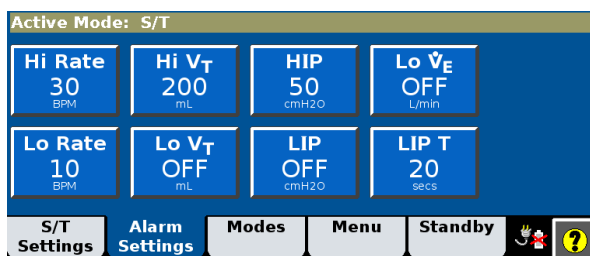 Active Mode: S/T
Hi Rate
30
BPM
Hi VT
200
mL
HIP
50
cmH2O
Lo V̇E
OFF
L/min
Lo Rate
10
BPM
Lo VT
OFF
mL
LIP
OFF
cmH2O
LIP T
20
secs
S/T
Settings
Alarm
Settings
Modes
Menu
Standby
?